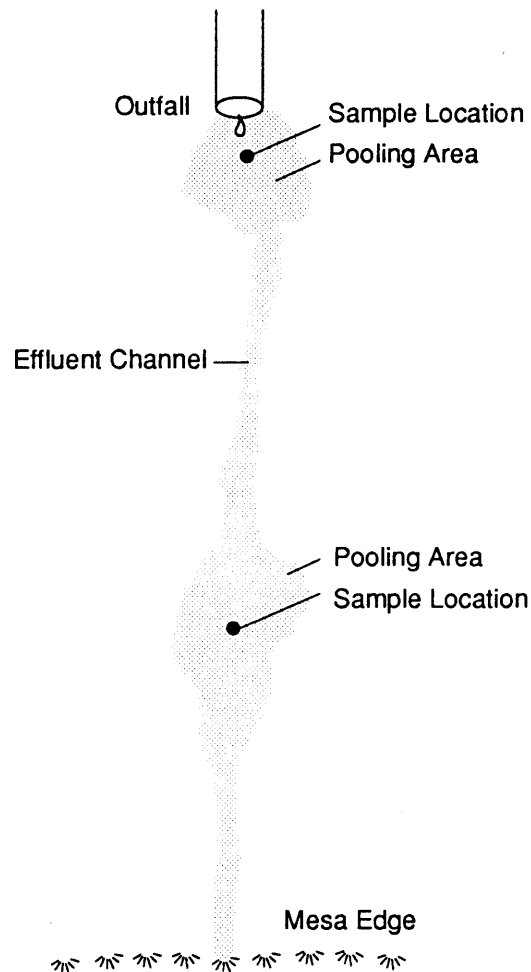 Outfall
Sample Location
Pooling Area
Effluent Channel
Pooling Area
Sample Location
Mesa Edge